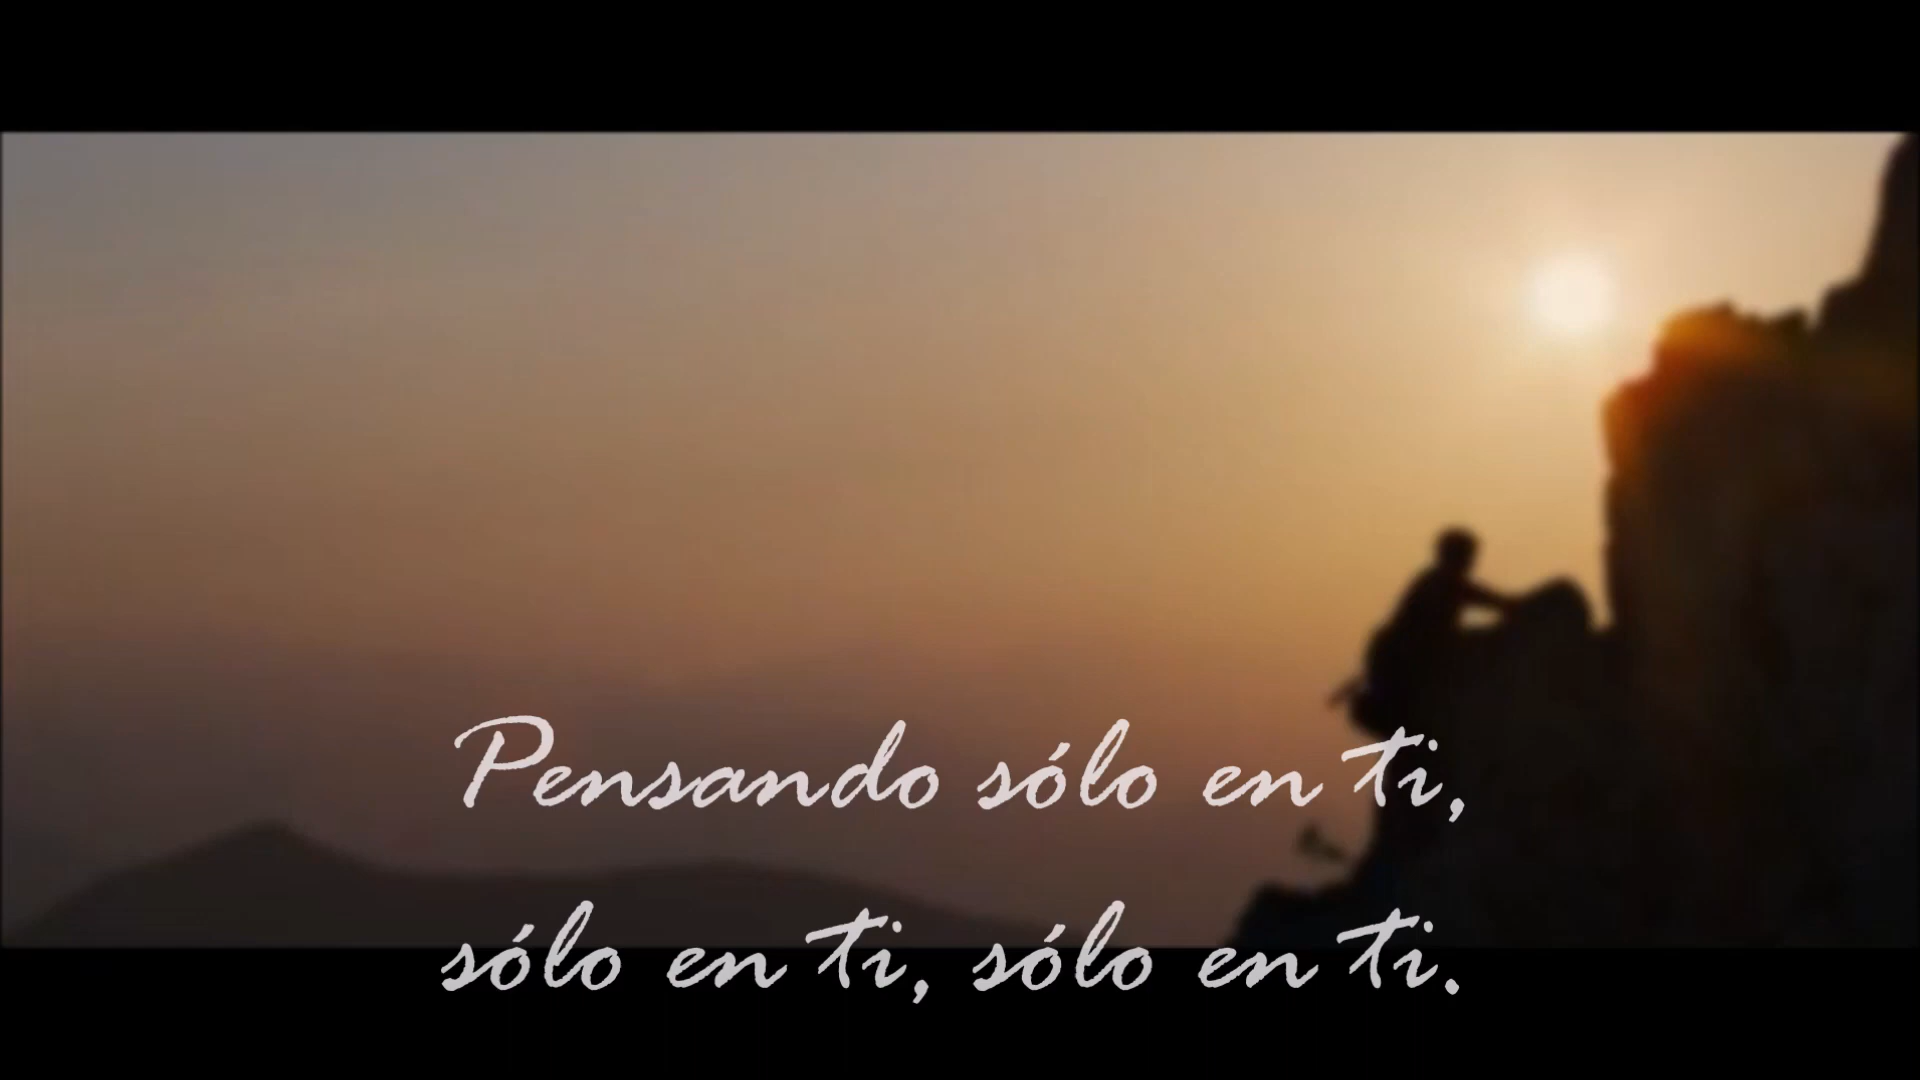 Pensando sólo en ti,
sólo en ti, sólo en ti.